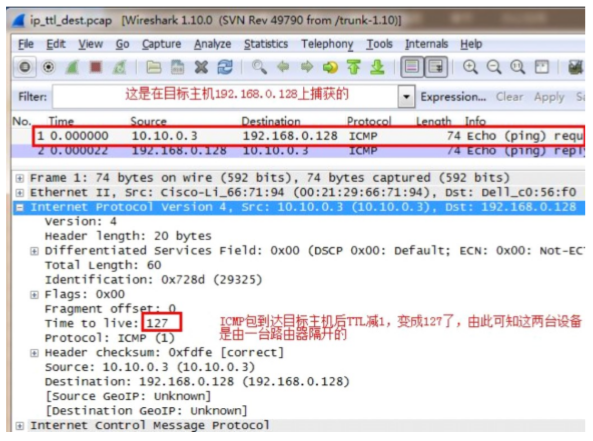 ip_ttl_dest.pcap [Wireshark 1.10.0 (SVN Rev 49790 from /trunk-1.10)]
File Edit View Go Capture Analyze Statistics Telephony Tools Internals Help
Filter: 这是在目标主机192.168.0.128上捕获的 Expression... Clear Apply
No. Time Source Destination Protocol Length Info
1 0.000000 10.10.0.3 192.168.0.128 ICMP 74 Echo (ping) requ
2 0.000022 192.168.0.128 10.10.0.3 ICMP 74 Echo (ping) repl
Frame 1: 74 bytes on wire (592 bits), 74 bytes captured (592 bits)
Ethernet II, Src: Cisco-Li_66:71:94 (00:21:29:66:71:94), Dst: Dell_c0:56:f0
Internet Protocol Version 4, Src: 10.10.0.3 (10.10.0.3), Dst: 192.168.0.128
Version: 4
Header length: 20 bytes
Differentiated Services Field: 0x00 (DSCP 0x00: Default; ECN: 0x00: Not-EC
Total Length: 60
Identification: 0x728d (29325)
Flags: 0x00
Fragment offset: 0
Time to live: 127 ICMP包到达目标主机后TTL减1，变成127了，由此可知这两台设备
是由一台路由器隔开的
Protocol: ICMP (1)
Header checksum: 0xfdfe [correct]
Source: 10.10.0.3 (10.10.0.3)
Destination: 192.168.0.128 (192.168.0.128)
[Source GeoIP: Unknown]
[Destination GeoIP: Unknown]
Internet Control Message Protocol